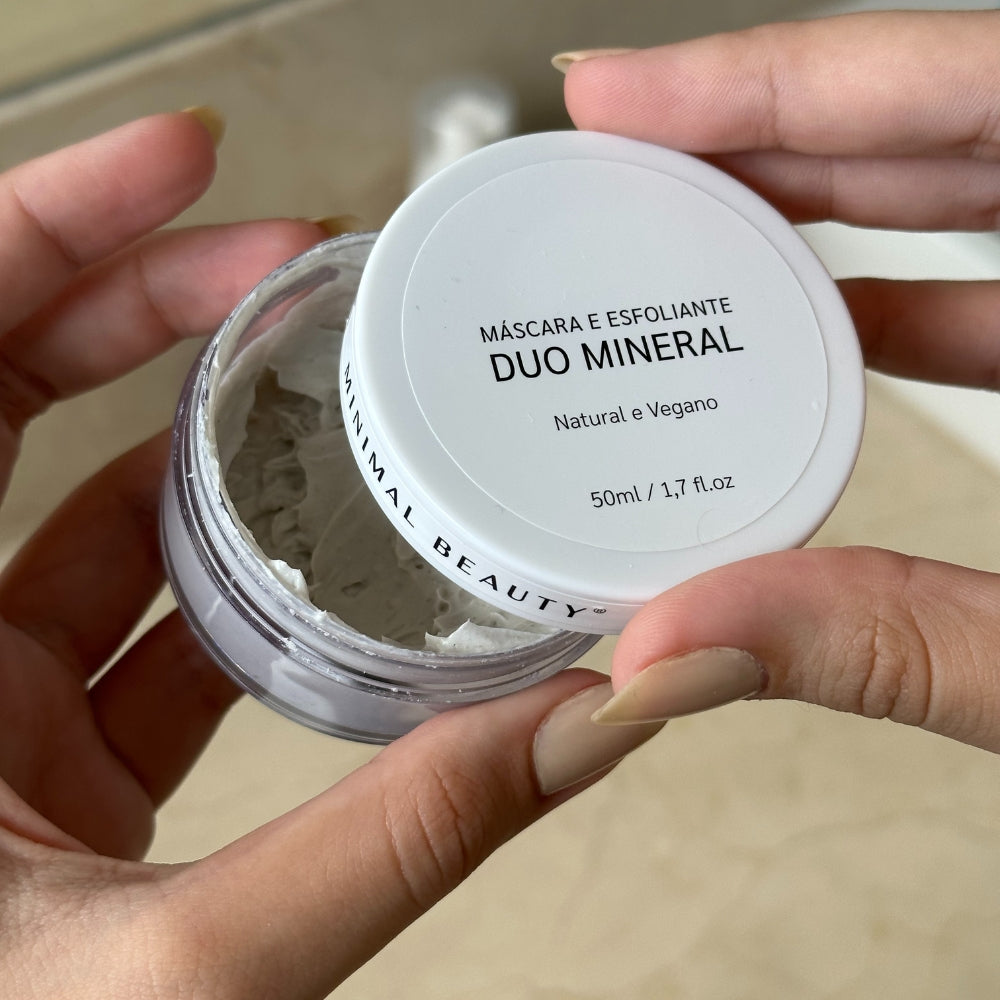 MÁSCARA E ESFOLIANTE
DUO MINERAL
Natural e Vegano
50ml / 1,7 fl.oz
MINIMAL BEAUTY®